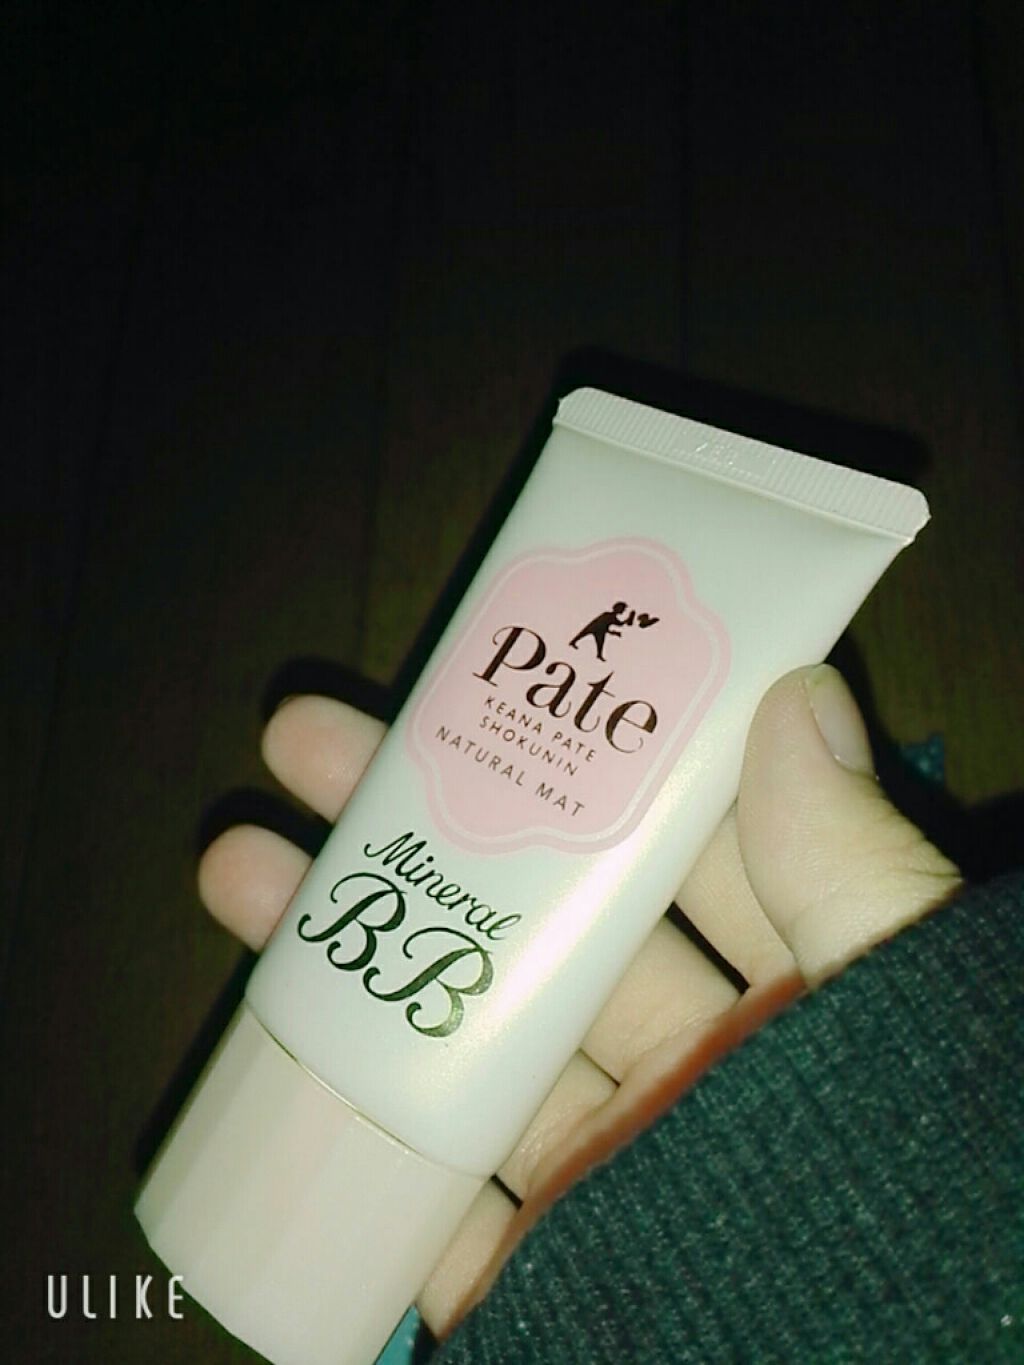 Pate
KEANA PATE
SHOKUNIN
NATURAL MAT
Mineral
BB
ULIKE